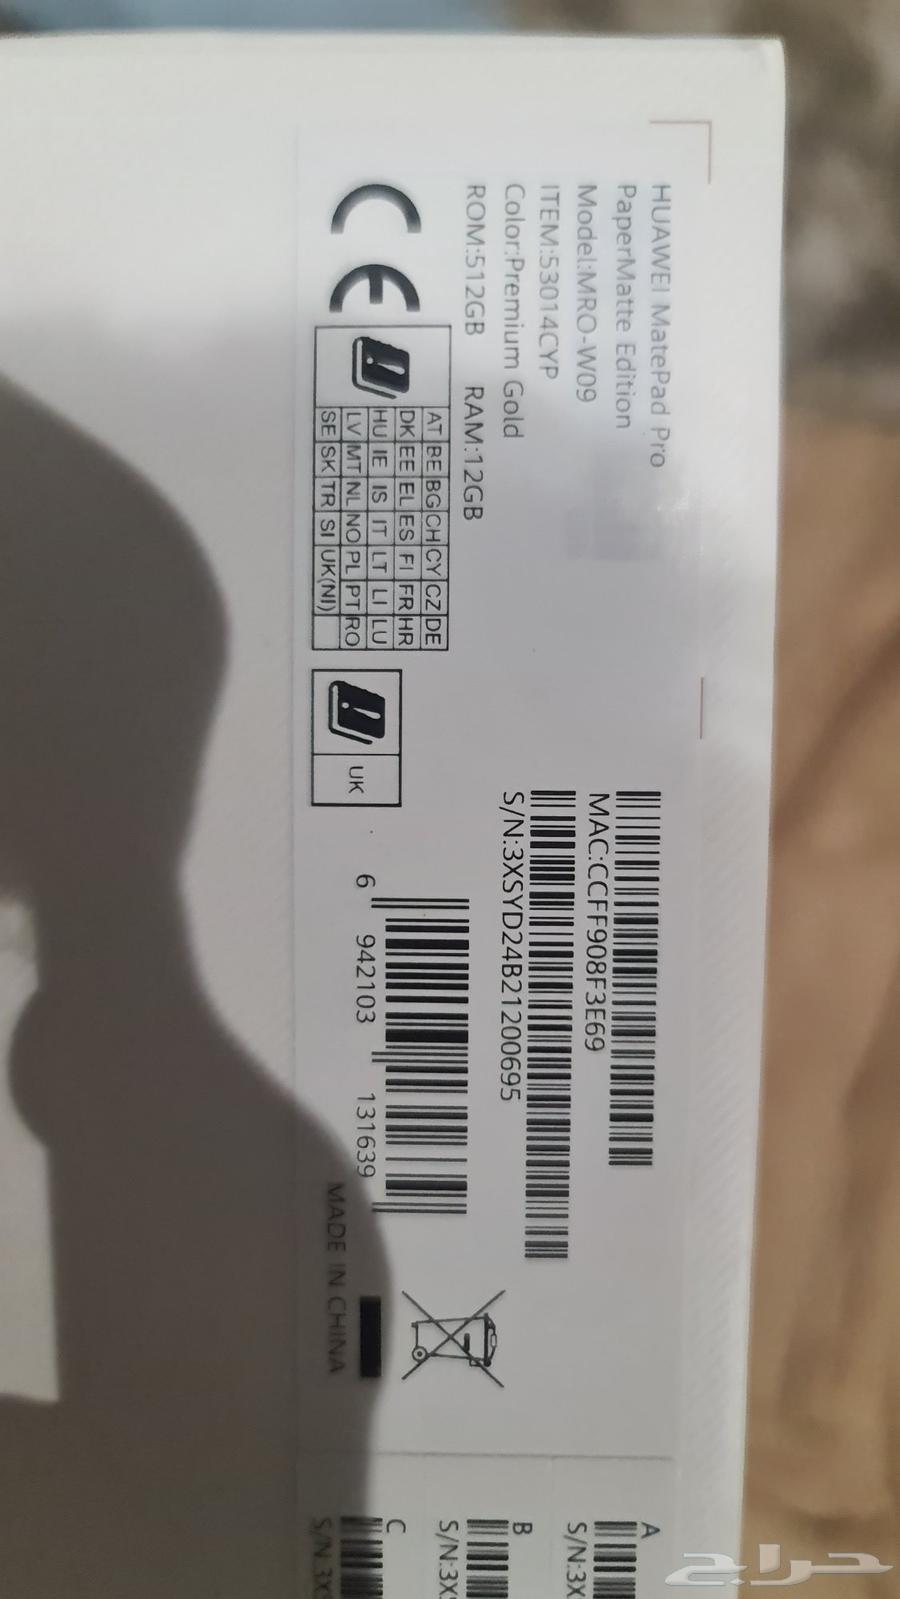 HUAWEI MatePad Pro
PaperMatte Edition
Model:MRO-W09
ITEM:53014CYP
Color:Premium Gold
ROM:512GB RAM:12GB
CE
AT BE BG CH CY CZ DE
DK EE EL ES FI FR HR
HU IE IS IT LT LI LU
LV MT NL NO PL PT RO
SE SK TR SI UK(NI)
UK
MAC:CCFF908F3E69
S/N:3XSYD24B21200695
6 942103 131639
MADE IN CHINA
A
S/N:3X
B
S/N:3X
C
S/N:3X
حراج